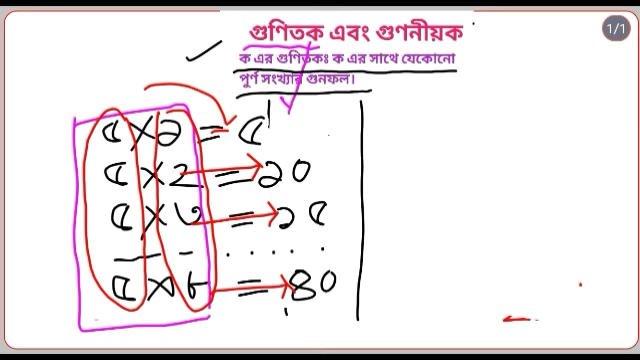 গুণিতক এবং গুণনীয়ক
1/1
ক এর গুণিতকঃ ক এর সাথে যেকোনো
পুর্ণ সংখ্যার গুনফল।
৫×১=৫
৫×২=১০
৫×৩=১৫
৫×৮=৪০